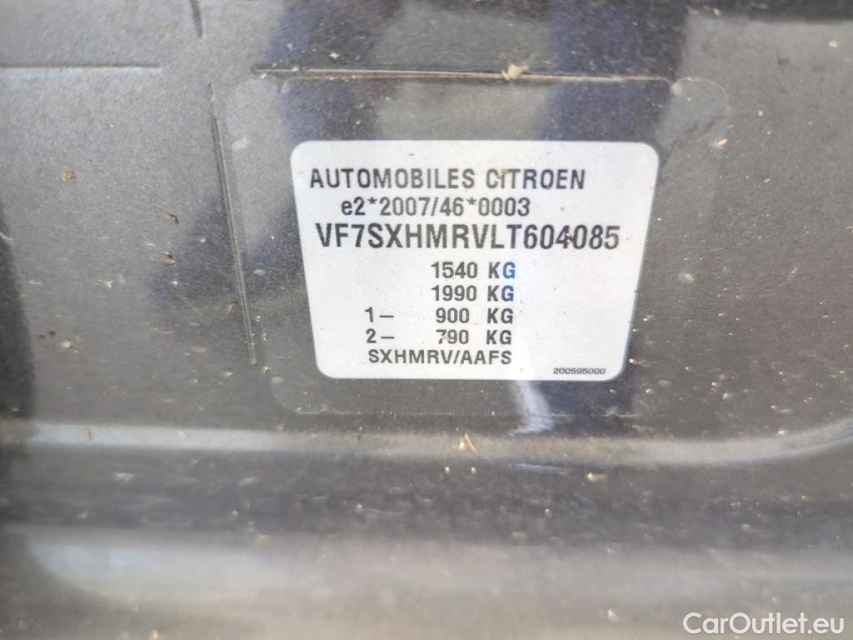 AUTOMOBILES CITROEN
e2*2007/46*0003
VF7SXHMRVLT604085
1540 KG
1990 KG
1- 900 KG
2- 790 KG
SXHMRV/AAFS
200595000
CarOutlet.eu